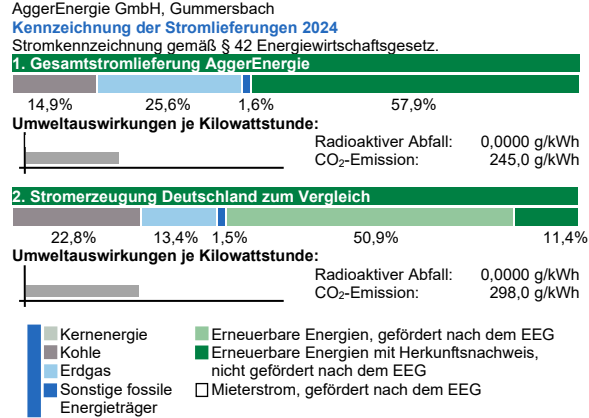 AggerEnergie GmbH, Gummersbach
Kennzeichnung der Stromlieferungen 2024
Stromkennzeichnung gemäß § 42 Energiewirtschaftsgesetz.
1. Gesamtstromlieferung AggerEnergie
14,9% 25,6% 1,6% 57,9%
Umweltauswirkungen je Kilowattstunde:
Radioaktiver Abfall: 0,0000 g/kWh
CO₂-Emission: 245,0 g/kWh
2. Stromerzeugung Deutschland zum Vergleich
22,8% 13,4% 1,5% 50,9% 11,4%
Umweltauswirkungen je Kilowattstunde:
Radioaktiver Abfall: 0,0000 g/kWh
CO₂-Emission: 298,0 g/kWh
Kernenergie
Kohle
Erdgas
Sonstige fossile
Energieträger
Erneuerbare Energien, gefördert nach dem EEG
Erneuerbare Energien mit Herkunftsnachweis,
nicht gefördert nach dem EEG
Mieterstrom, gefördert nach dem EEG